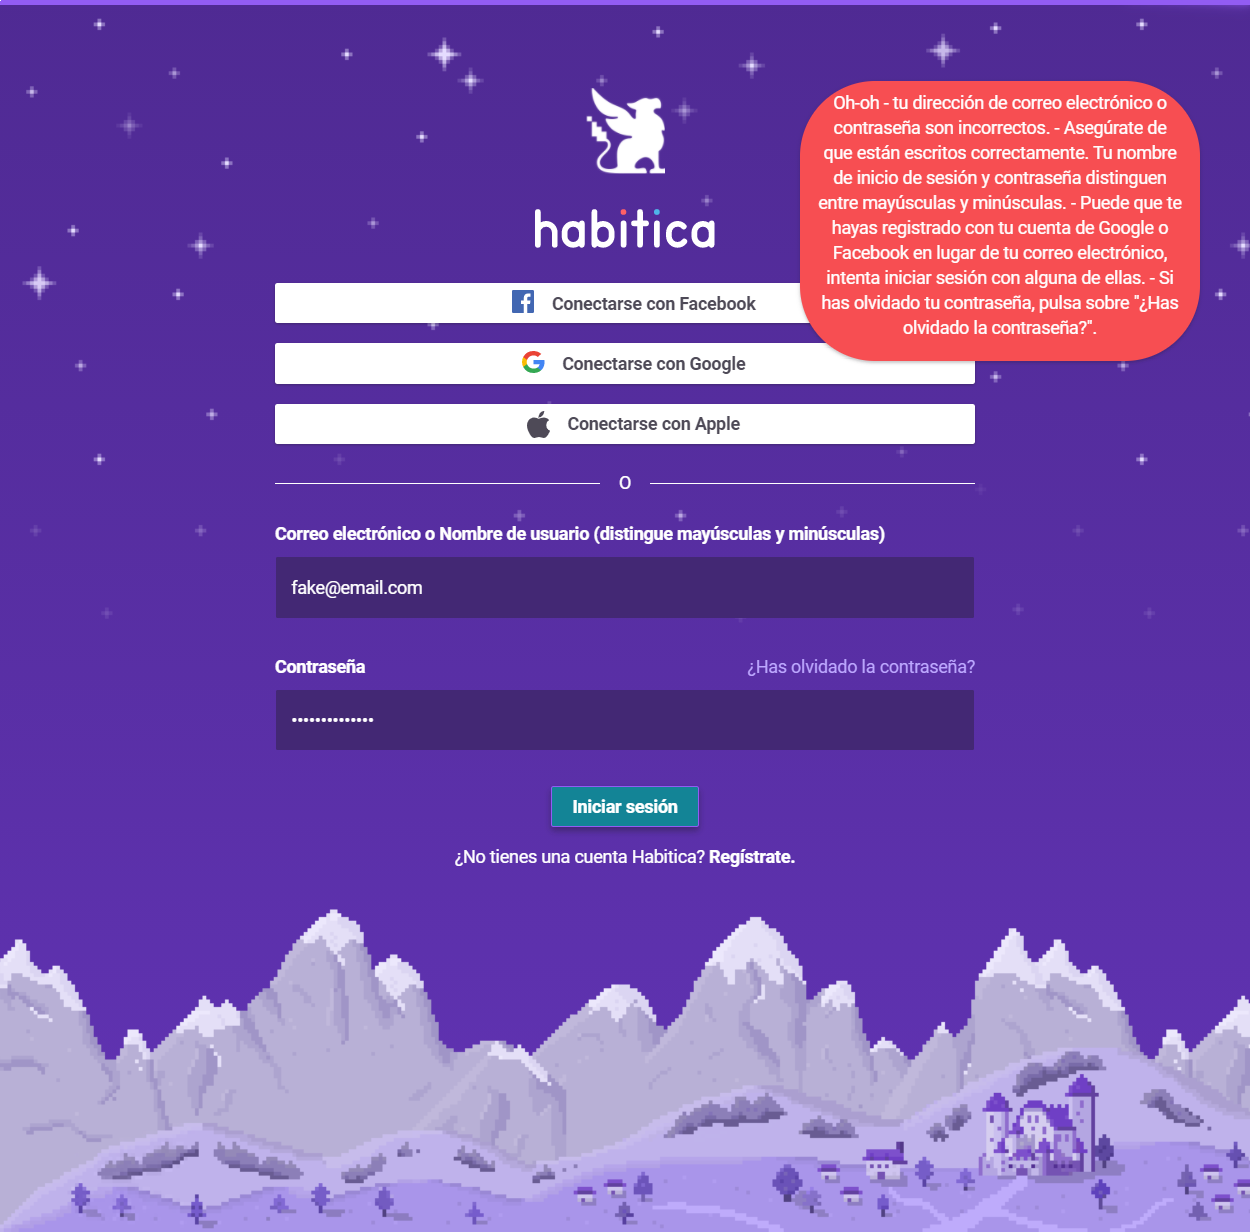 habitica
Oh-oh - tu dirección de correo electrónico o
contraseña son incorrectos. - Asegúrate de
que están escritos correctamente. Tu nombre
de inicio de sesión y contraseña distinguen
entre mayúsculas y minúsculas. - Puede que te
hayas registrado con tu cuenta de Google o
Facebook en lugar de tu correo electrónico,
intenta iniciar sesión con alguna de ellas. - Si
has olvidado tu contraseña, pulsa sobre "¿Has
olvidado la contraseña?".
Conectarse con Facebook
Conectarse con Google
Conectarse con Apple
O
Correo electrónico o Nombre de usuario (distingue mayúsculas y minúsculas)
fake@email.com
Contraseña
¿Has olvidado la contraseña?
••••••••••••••
Iniciar sesión
¿No tienes una cuenta Habitica? Regístrate.